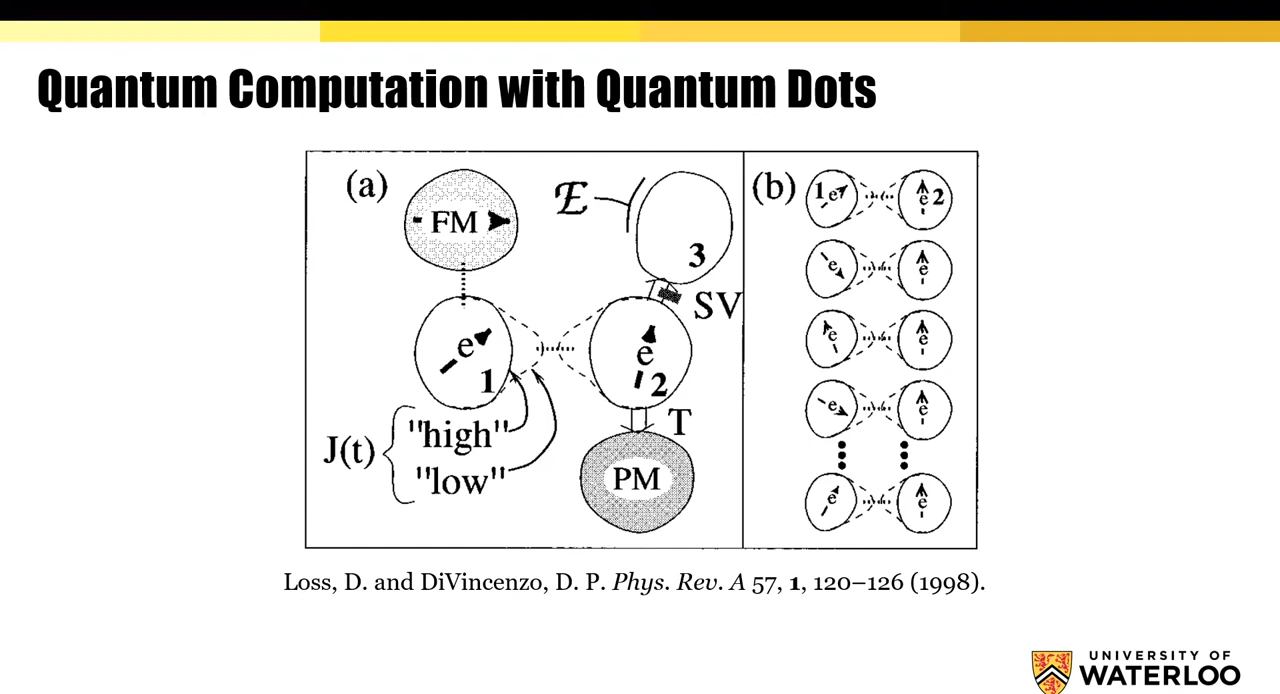 Quantum Computation with Quantum Dots
(a)
FM
ℰ
3
SV
e
1
e
2
J(t)
"high"
"low"
T
PM
(b)
1 e
e 2
e
e
e
e
e
e
e
e
Loss, D. and DiVincenzo, D. P. Phys. Rev. A 57, 1, 120–126 (1998).
UNIVERSITY OF
WATERLOO